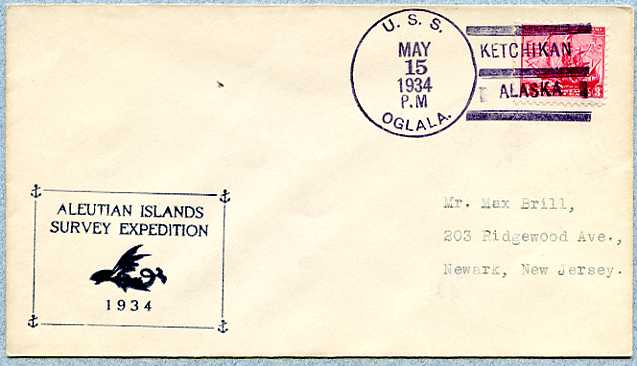 U. S. S.
MAY
15
1934
P.M
OGLALA.
KETCHIKAN
ALASKA
ALEUTIAN ISLANDS
SURVEY EXPEDITION
1934
Mr. Max Brill,
203 Ridgewood Ave.,
Newark, New Jersey.